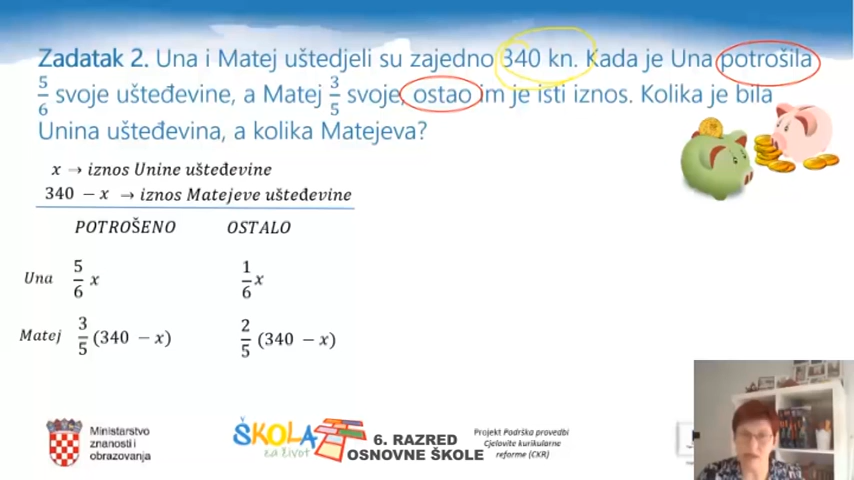 Zadatak 2. Una i Matej uštedjeli su zajedno 340 kn. Kada je Una potrošila
5/6 svoje ušteđevine, a Matej 3/5 svoje, ostao im je isti iznos. Kolika je bila
Unina ušteđevina, a kolika Matejeva?
x → iznos Unine ušteđevine
340 − x → iznos Matejeve ušteđevine
POTROŠENO OSTALO
Una 5/6 x 1/6 x
Matej 3/5 (340 − x) 2/5 (340 − x)
Ministarstvo
znanosti i
obrazovanja
ŠKOLA
za život
6. RAZRED
OSNOVNE ŠKOLE
Projekt Podrška provedbi
Cjelovite kurikularne
reforme (CKR)